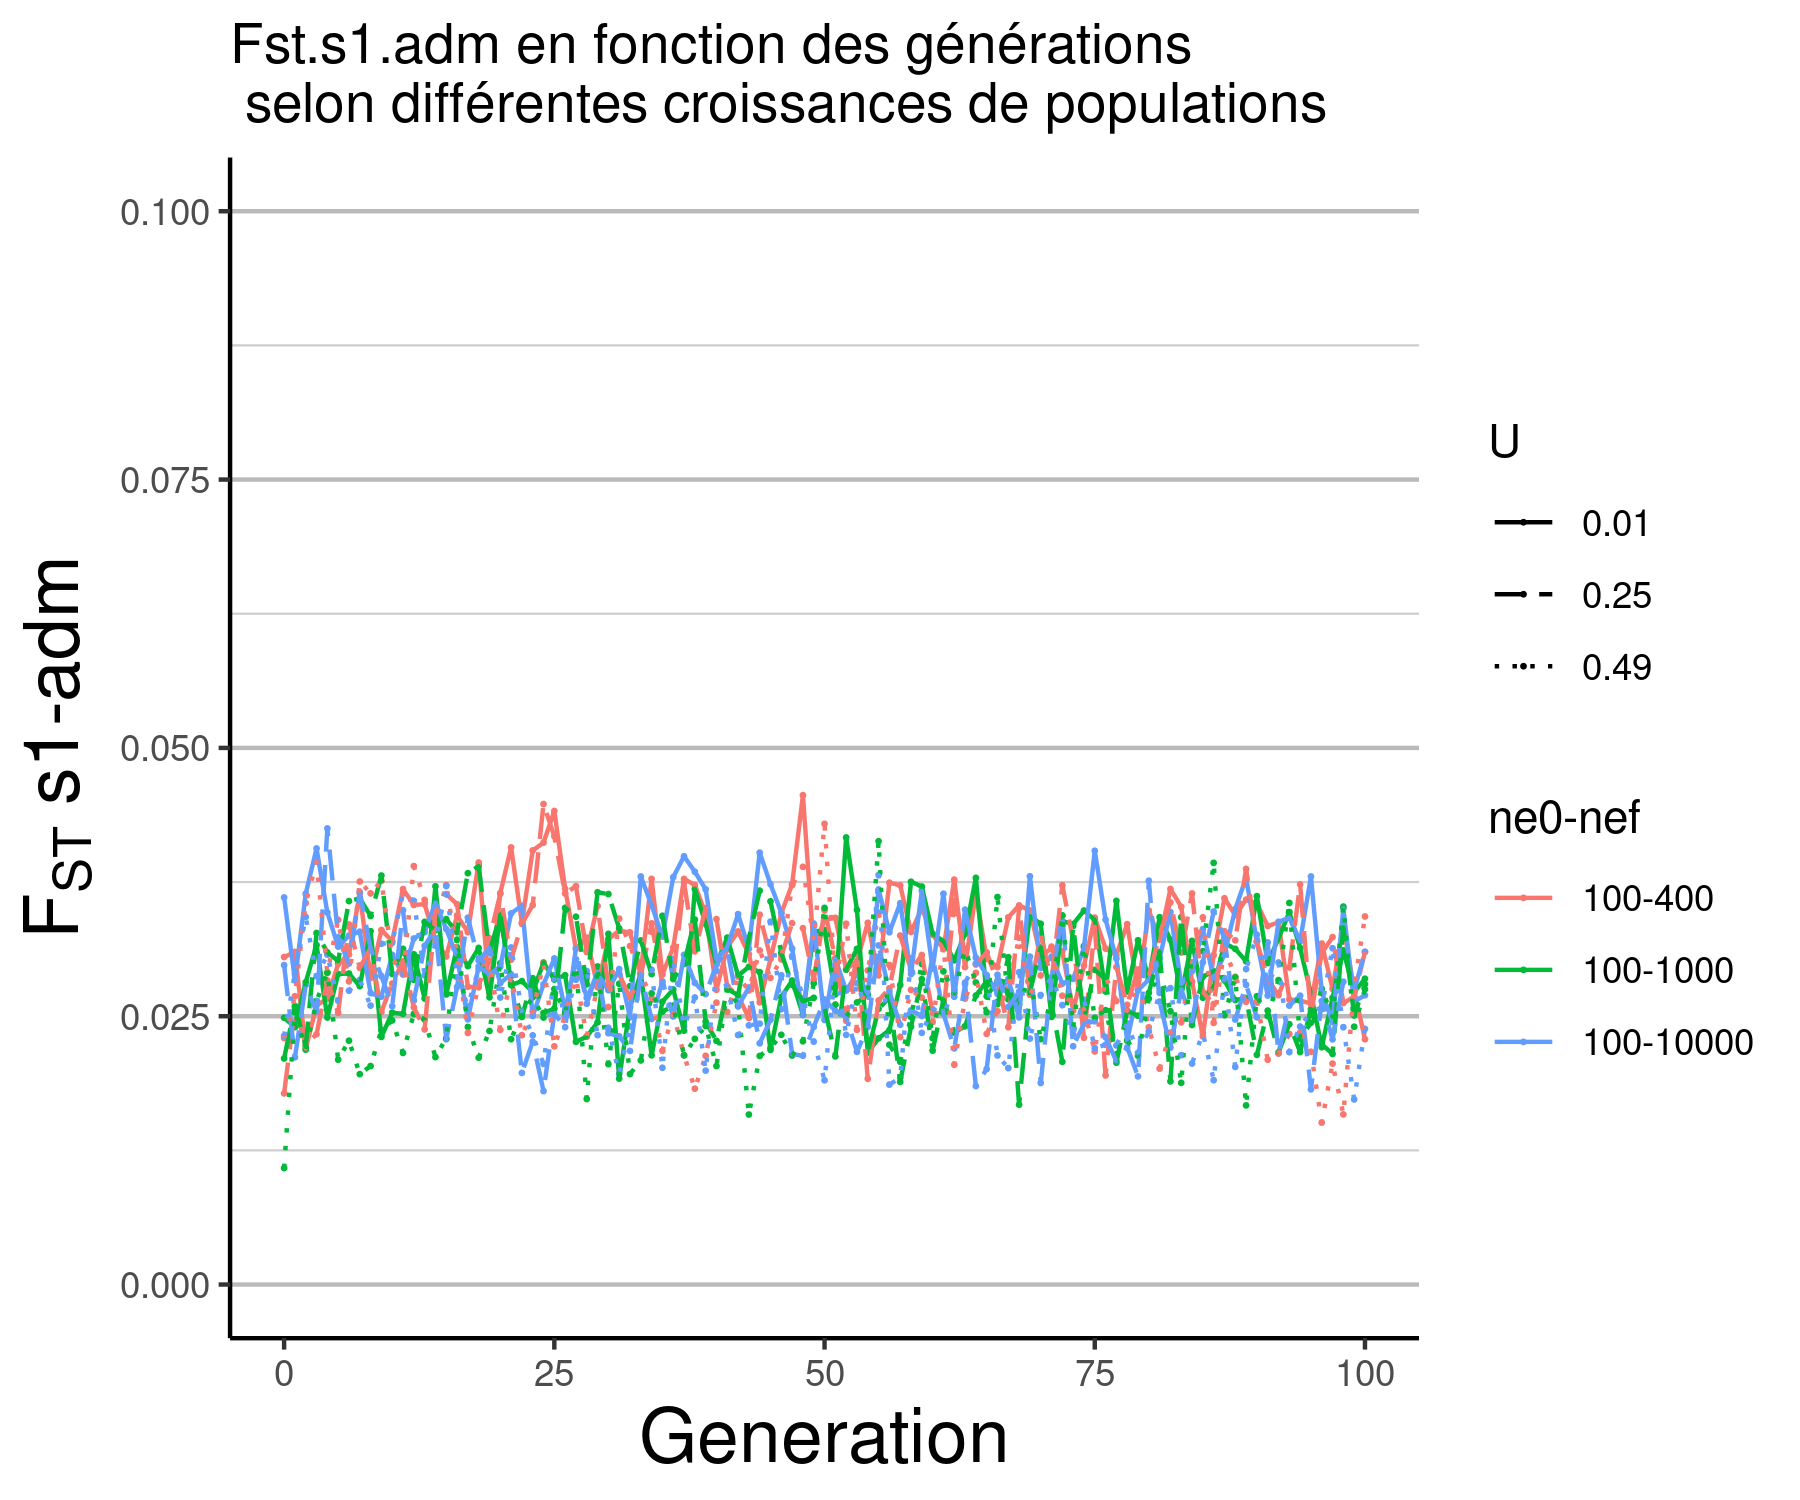 Fst.s1.adm en fonction des générations
selon différentes croissances de populations
FST s1-adm
0.100
0.075
0.050
0.025
0.000
0 25 50 75 100
Generation
U
0.01
0.25
0.49
ne0-nef
100-400
100-1000
100-10000